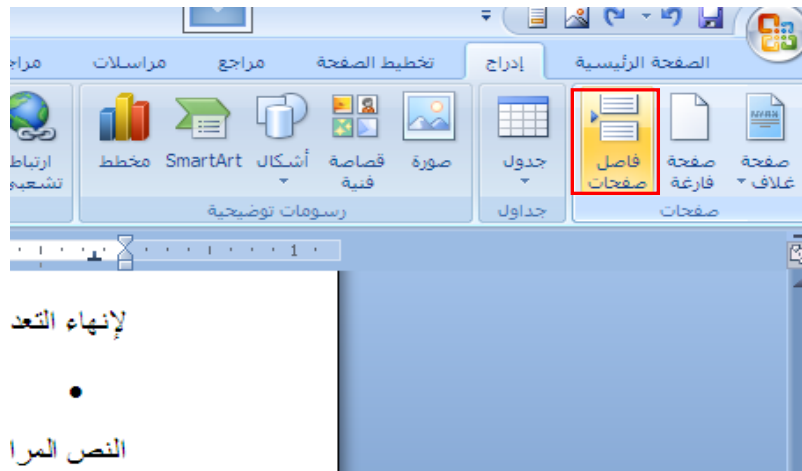 الصفحة الرئيسية إدراج تخطيط الصفحة مراجع مراسلات
صفحة غلاف
صفحة فارغة
فاصل صفحات
جدول
صورة
قصاصة فنية
أشكال
SmartArt
مخطط
صفحات جداول رسومات توضيحية
1
لإنهاء التعد
•
النص المرا